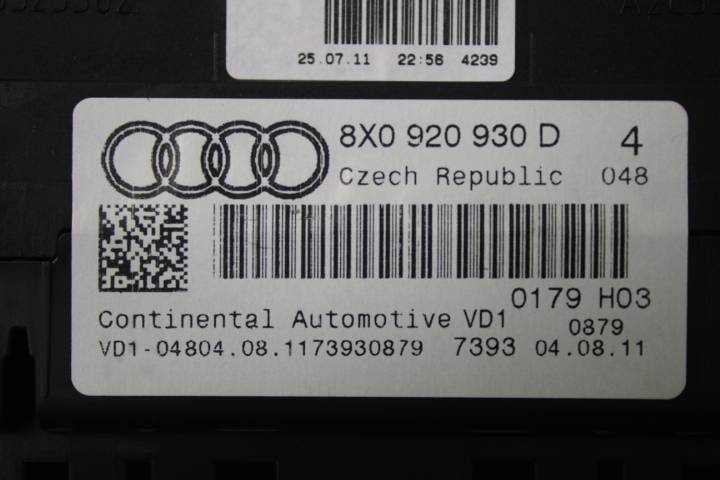 25.07.11 22:56 4239
8X0 920 930 D 4
Czech Republic 048
0179 H03
Continental Automotive VD1 0879
VD1-04804.08.1173930879 7393 04.08.11